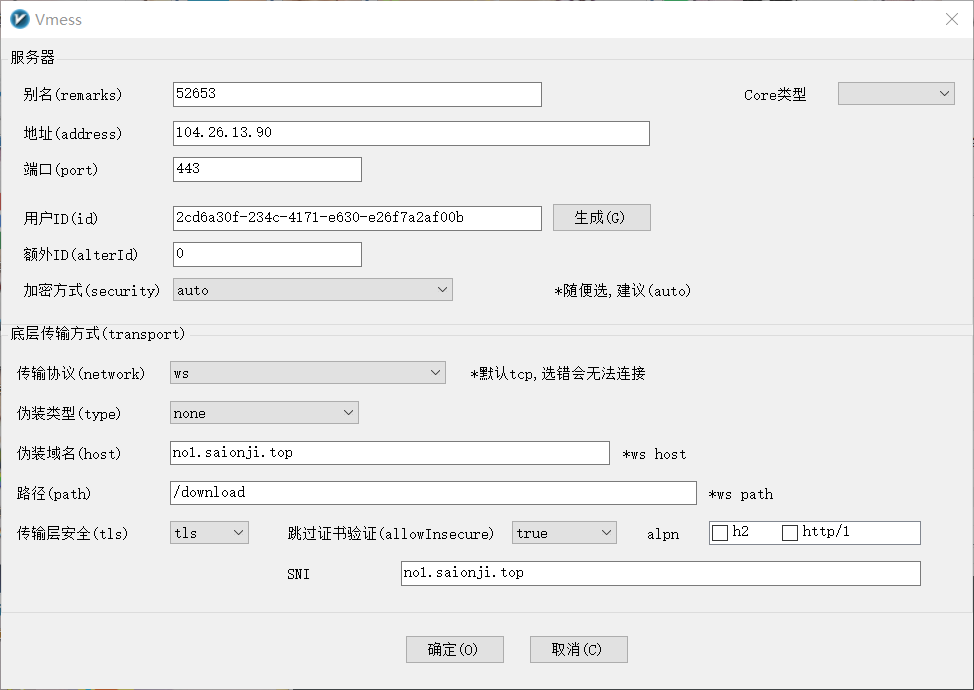 Vmess
服务器
别名(remarks) 52653 Core类型
地址(address) 104.26.13.90
端口(port) 443
用户ID(id) 2cd6a30f-234c-4171-e630-e26f7a2af00b 生成(G)
额外ID(alterId) 0
加密方式(security) auto *随便选,建议(auto)
底层传输方式(transport)
传输协议(network) ws *默认tcp,选错会无法连接
伪装类型(type) none
伪装域名(host) no1.saionji.top *ws host
路径(path) /download *ws path
传输层安全(tls) tls 跳过证书验证(allowInsecure) true alpn h2 http/1
SNI no1.saionji.top
确定(O) 取消(C)